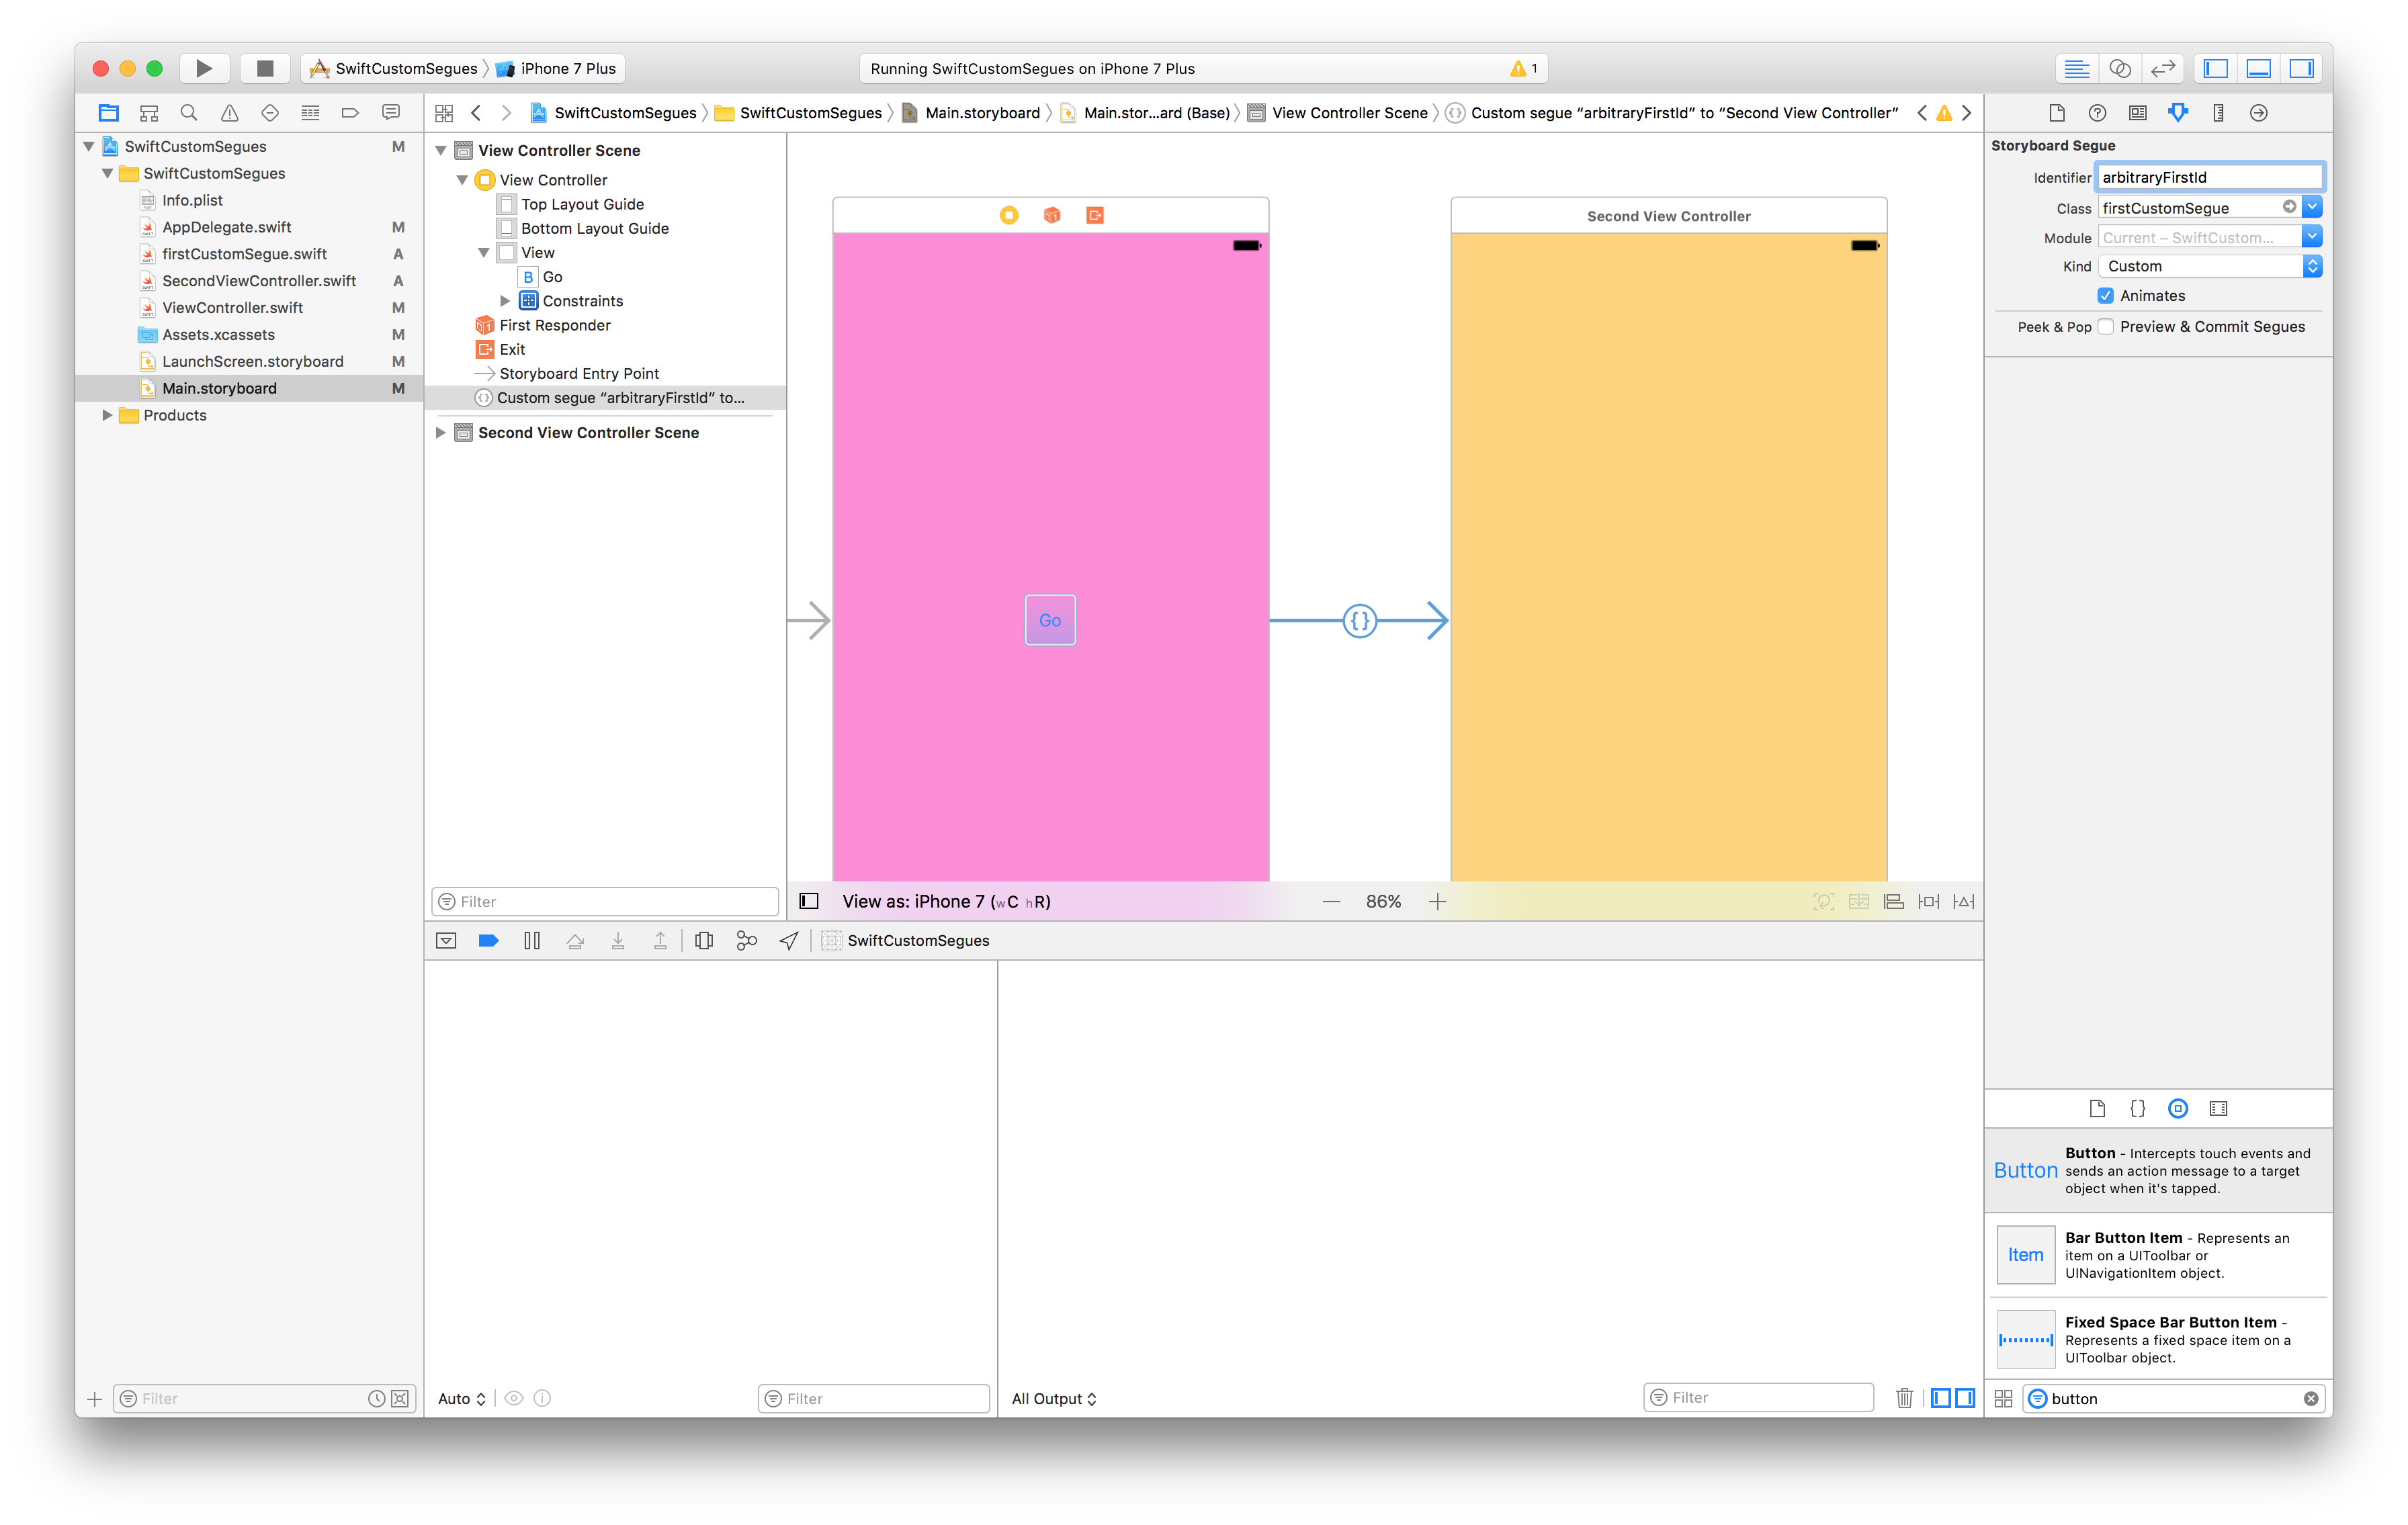 SwiftCustomSegues iPhone 7 Plus
Running SwiftCustomSegues on iPhone 7 Plus 1
SwiftCustomSegues M
SwiftCustomSegues
Info.plist
AppDelegate.swift M
firstCustomSegue.swift A
SecondViewController.swift A
ViewController.swift M
Assets.xcassets M
LaunchScreen.storyboard M
Main.storyboard M
Products
Filter
SwiftCustomSegues SwiftCustomSegues Main.storyboard Main.stor...ard (Base) View Controller Scene Custom segue “arbitraryFirstId” to “Second View Controller”
View Controller Scene
View Controller
Top Layout Guide
Bottom Layout Guide
View
B Go
Constraints
First Responder
Exit
Storyboard Entry Point
Custom segue “arbitraryFirstId” to...
Second View Controller Scene
Filter
Second View Controller
Go
{}
View as: iPhone 7 (wC hR)
86%
SwiftCustomSegues
Auto
Filter
All Output
Filter
Storyboard Segue
Identifier arbitraryFirstId
Class firstCustomSegue
Module Current – SwiftCustom...
Kind Custom
Animates
Peek & Pop Preview & Commit Segues
{}
Button
Button - Intercepts touch events and
sends an action message to a target
object when it's tapped.
Item
Bar Button Item - Represents an
item on a UIToolbar or
UINavigationItem object.
Fixed Space Bar Button Item -
Represents a fixed space item on a
UIToolbar object.
button